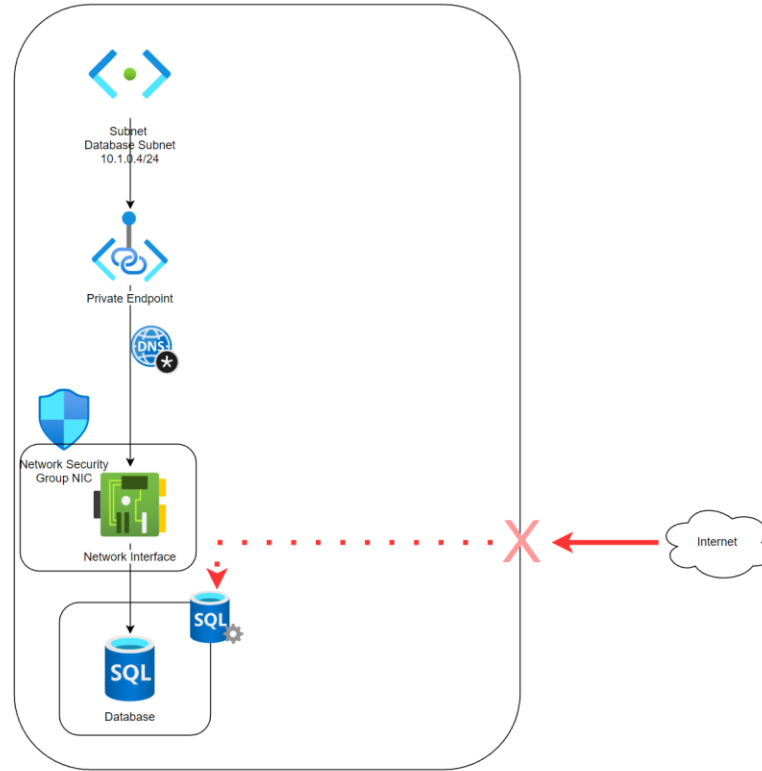 Subnet
Database Subnet
10.1.0.4/24
Private Endpoint
DNS
*
Network Security
Group NIC
Network Interface
X
Internet
SQL
SQL
Database